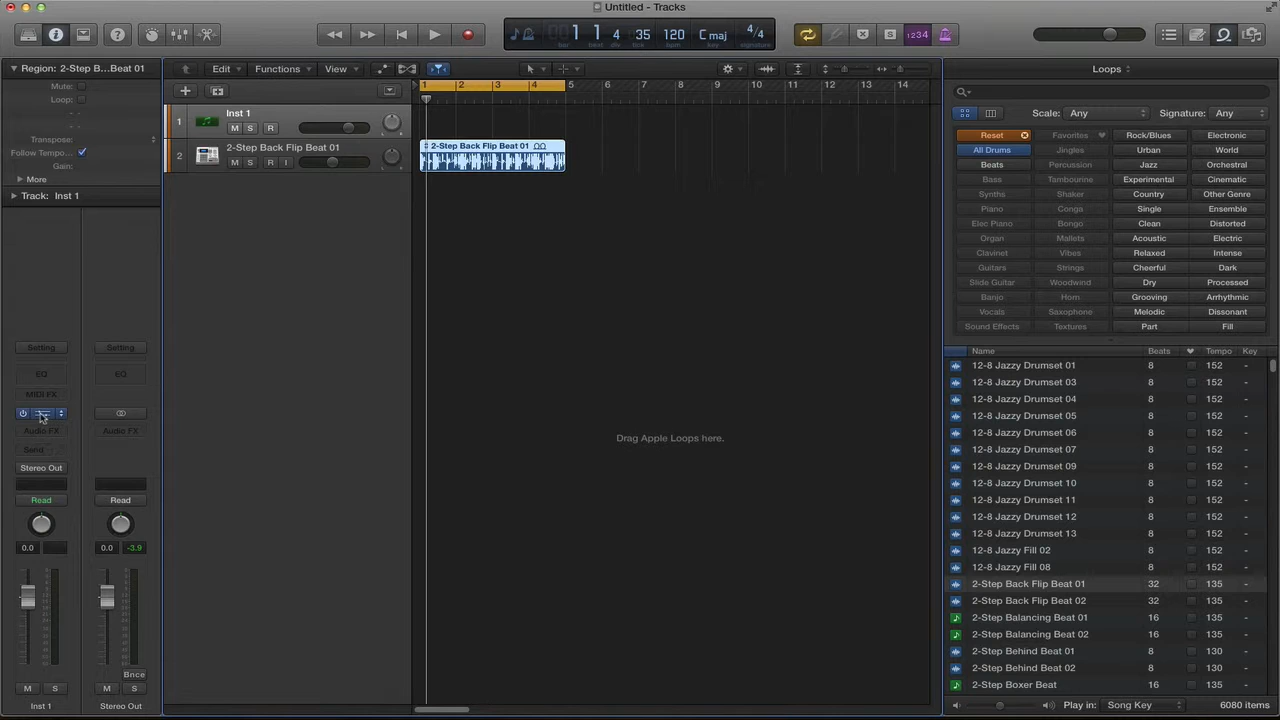 Untitled - Tracks
1 1 4 35 120 C maj 4/4
bar beat div tick bpm key signature
1234
Region: 2-Step B...Beat 01
Mute:
Loop:
Transpose:
Follow Tempo...
Gain:
More
Track: Inst 1
Edit Functions View
1 2 3 4 5 6 7 8 9 10 11 12 13 14
1 Inst 1
M S R
2 2-Step Back Flip Beat 01
M S R I
2-Step Back Flip Beat 01
Drag Apple Loops here.
Setting Setting
EQ EQ
MIDI FX
Audio FX Audio FX
Send
Stereo Out
Read Read
0.0 0.0 -3.9
Bnce
M S M S
Inst 1 Stereo Out
Loops
Scale: Any Signature: Any
Reset Favorites Rock/Blues Electronic
All Drums Jingles Urban World
Beats Percussion Jazz Orchestral
Bass Tambourine Experimental Cinematic
Synths Shaker Country Other Genre
Piano Conga Single Ensemble
Elec Piano Bongo Clean Distorted
Organ Mallets Acoustic Electric
Clavinet Vibes Relaxed Intense
Guitars Strings Cheerful Dark
Slide Guitar Woodwind Dry Processed
Banjo Horn Grooving Arrhythmic
Vocals Saxophone Melodic Dissonant
Sound Effects Textures Part Fill
Name Beats Tempo Key
12-8 Jazzy Drumset 01 8 152 -
12-8 Jazzy Drumset 03 8 152 -
12-8 Jazzy Drumset 04 8 152 -
12-8 Jazzy Drumset 05 8 152 -
12-8 Jazzy Drumset 06 8 152 -
12-8 Jazzy Drumset 07 8 152 -
12-8 Jazzy Drumset 09 8 152 -
12-8 Jazzy Drumset 10 8 152 -
12-8 Jazzy Drumset 11 8 152 -
12-8 Jazzy Drumset 12 8 152 -
12-8 Jazzy Drumset 13 8 152 -
12-8 Jazzy Fill 02 8 152 -
12-8 Jazzy Fill 08 8 152 -
2-Step Back Flip Beat 01 32 135 -
2-Step Back Flip Beat 02 32 135 -
2-Step Balancing Beat 01 16 135 -
2-Step Balancing Beat 02 16 135 -
2-Step Behind Beat 01 8 130 -
2-Step Behind Beat 02 8 130 -
2-Step Boxer Beat 16 135 -
Play in: Song Key 6080 items